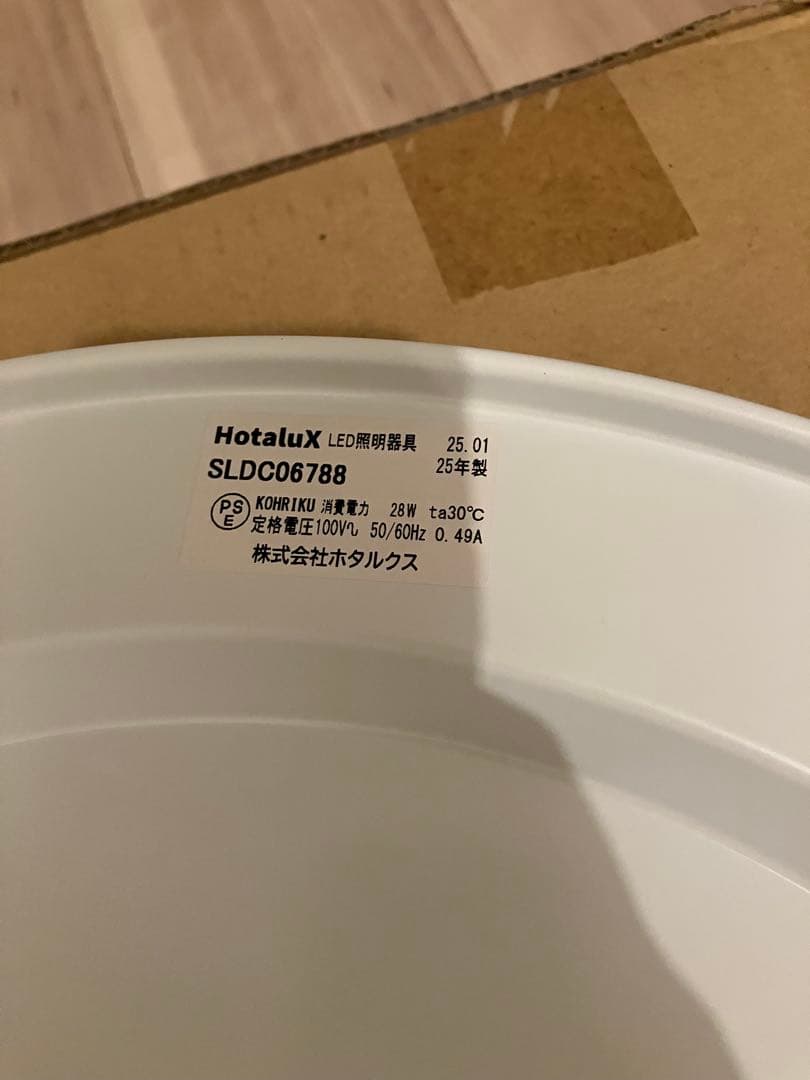 HotaluX LED照明器具 25.01
SLDC06788 25年製
PS E KOHRIKU 消費電力 28W ta30℃
定格電圧100V∿ 50/60Hz 0.49A
株式会社ホタルクス